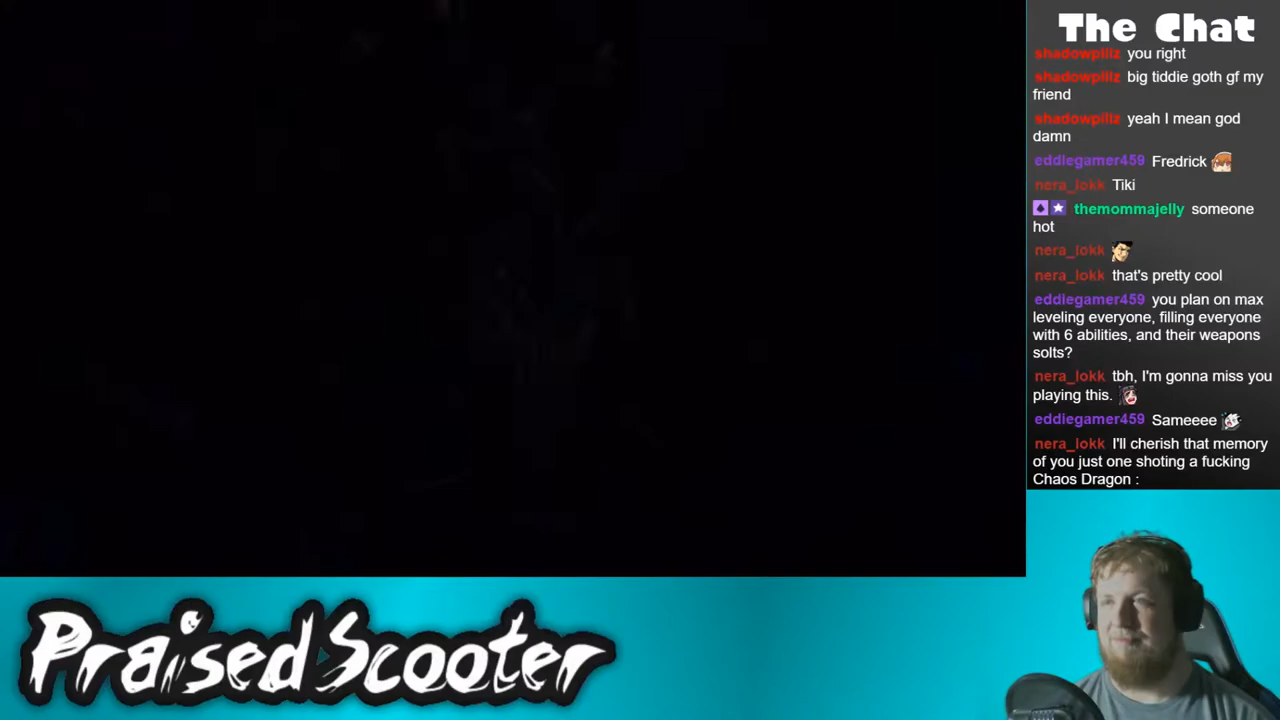 The Chat
shadowpillz you right
shadowpillz big tiddie goth gf my
friend
shadowpillz yeah I mean god
damn
eddiegamer459 Fredrick
nera_lokk Tiki
themommajelly someone
hot
nera_lokk
nera_lokk that's pretty cool
eddiegamer459 you plan on max
leveling everyone, filling everyone
with 6 abilities, and their weapons
solts?
nera_lokk tbh, I'm gonna miss you
playing this.
eddiegamer459 Sameeee
nera_lokk I'll cherish that memory
of you just one shoting a fucking
Chaos Dragon :
PraisedScooter